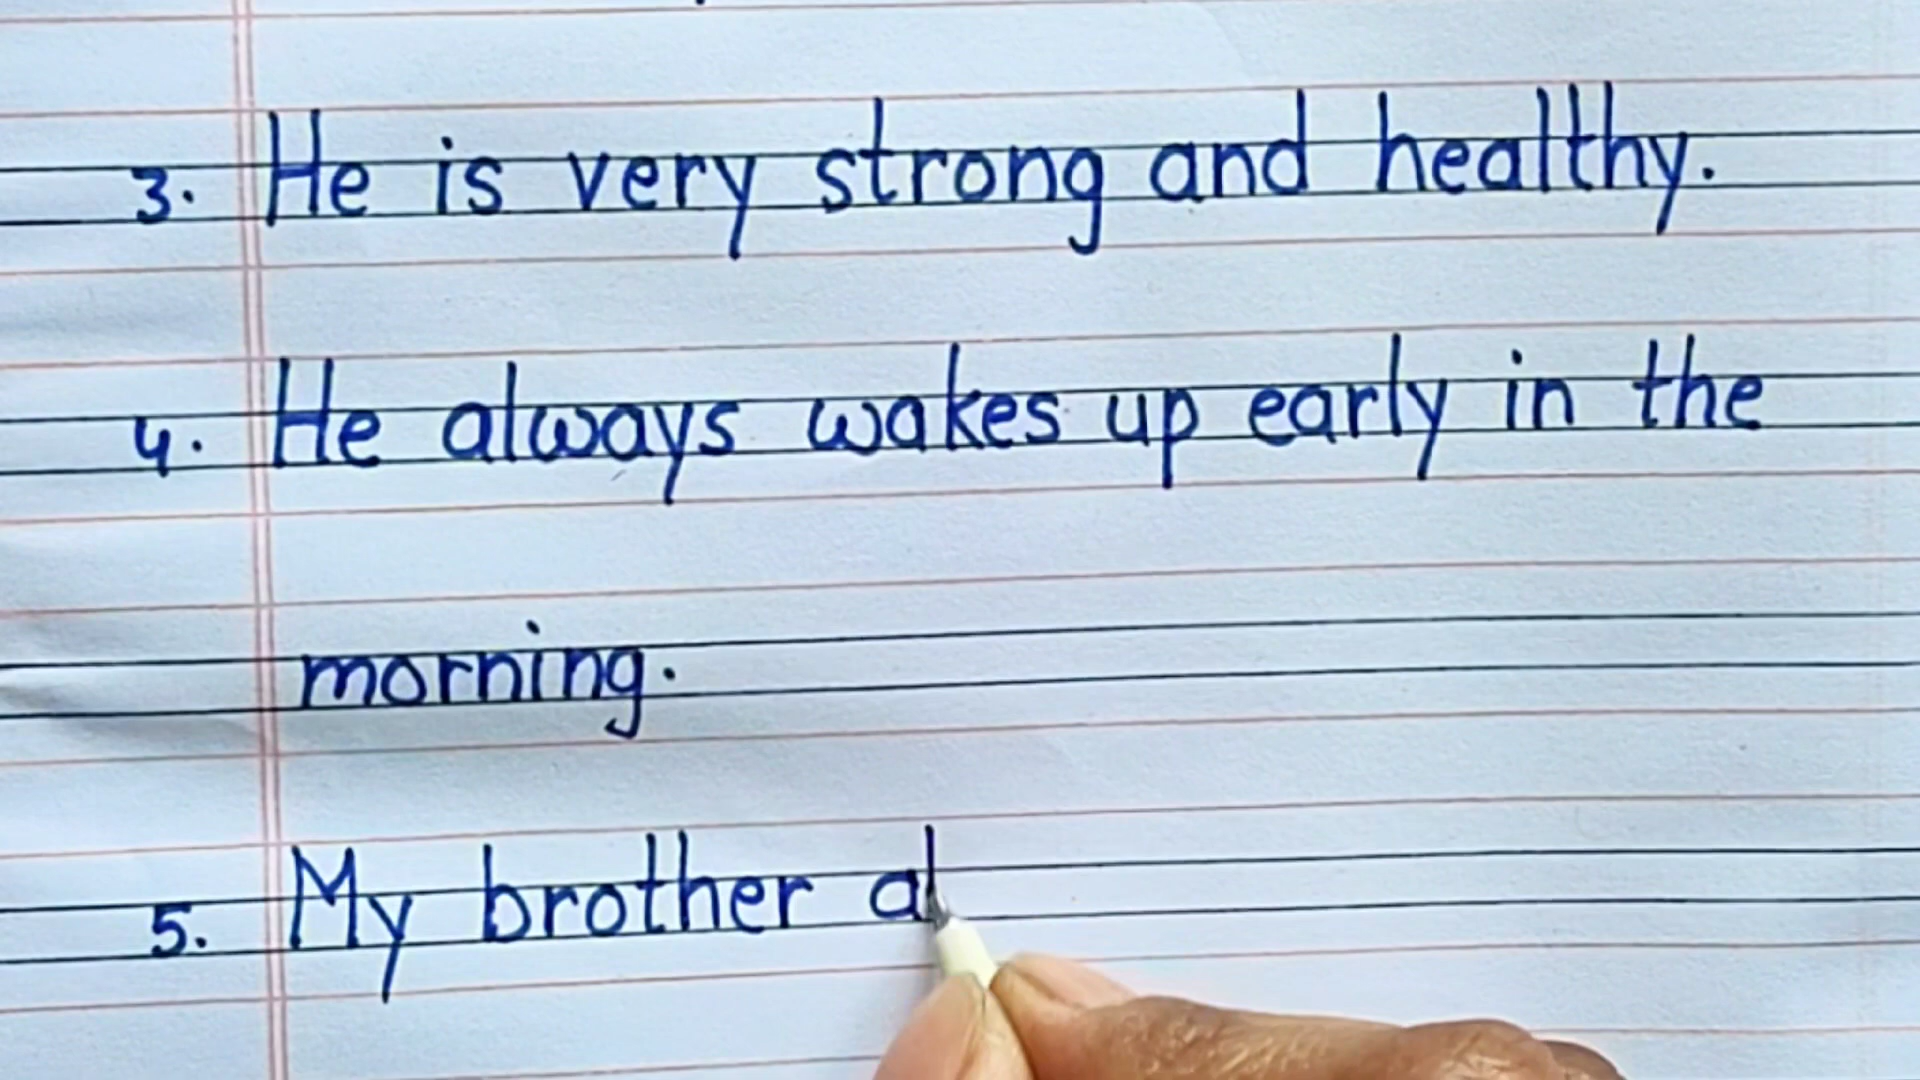 3. He is very strong and healthy.
4. He always wakes up early in the
morning.
5. My brother al